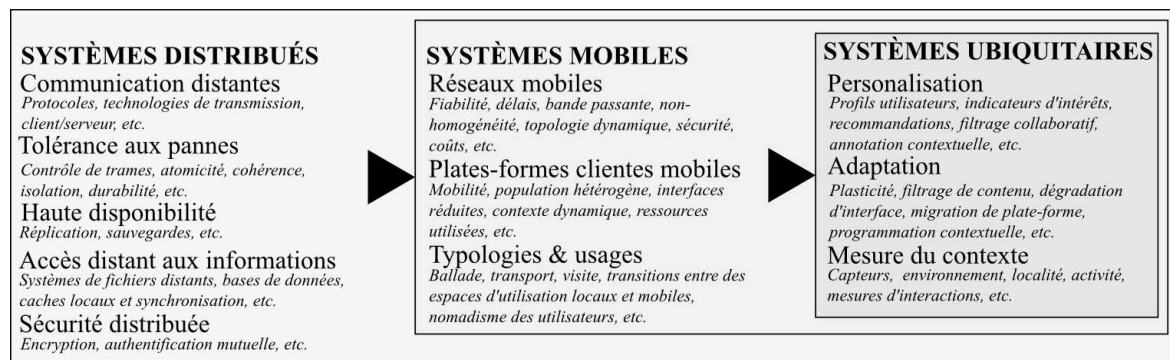 SYSTÈMES DISTRIBUÉS
Communication distantes
Protocoles, technologies de transmission,
client/serveur, etc.
Tolérance aux pannes
Contrôle de trames, atomicité, cohérence,
isolation, durabilité, etc.
Haute disponibilité
Réplication, sauvegardes, etc.
Accès distant aux informations
Systèmes de fichiers distants, bases de données,
caches locaux et synchronisation, etc.
Sécurité distribuée
Encryption, authentification mutuelle, etc.
SYSTÈMES MOBILES
Réseaux mobiles
Fiabilité, délais, bande passante, non-
homogénéité, topologie dynamique, sécurité,
coûts, etc.
Plates-formes clientes mobiles
Mobilité, population hétérogène, interfaces
réduites, contexte dynamique, ressources
utilisées, etc.
Typologies & usages
Ballade, transport, visite, transitions entre des
espaces d'utilisation locaux et mobiles,
nomadisme des utilisateurs, etc.
SYSTÈMES UBIQUITAIRES
Personalisation
Profils utilisateurs, indicateurs d'intérêts,
recommandations, filtrage collaboratif,
annotation contextuelle, etc.
Adaptation
Plasticité, filtrage de contenu, dégradation
d'interface, migration de plate-forme,
programmation contextuelle, etc.
Mesure du contexte
Capteurs, environnement, localité, activité,
mesures d'interactions, etc.